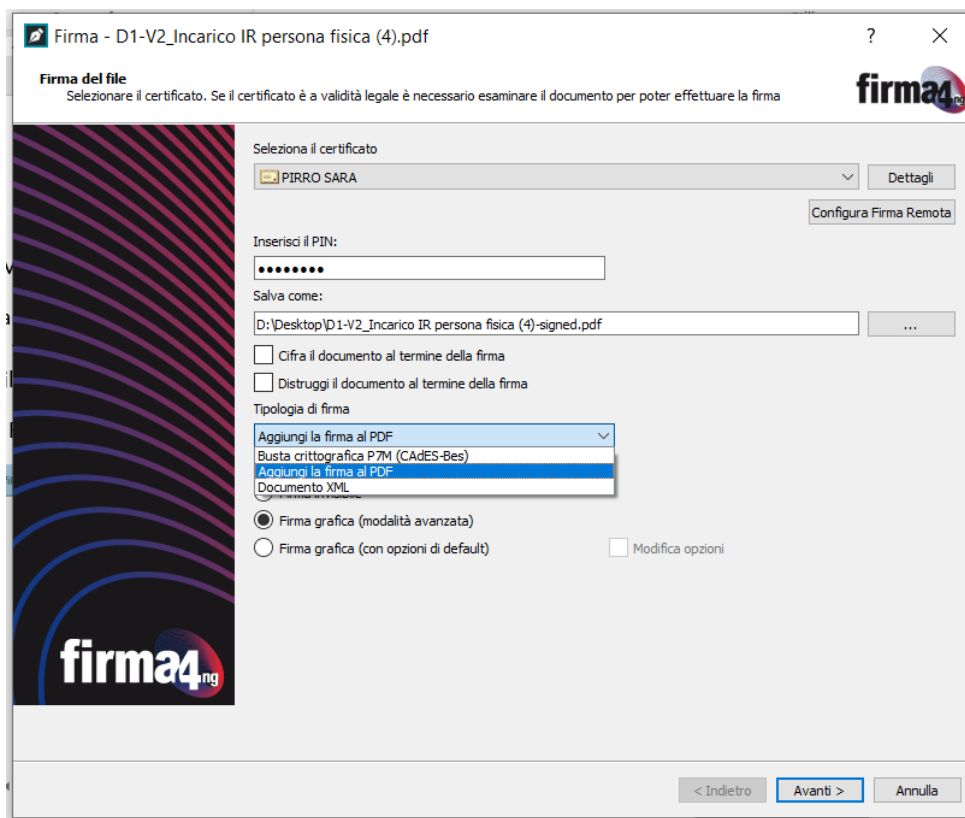 Firma - D1-V2_Incarico IR persona fisica (4).pdf
?
Firma del file
Selezionare il certificato. Se il certificato è a validità legale è necessario esaminare il documento per poter effettuare la firma
firma4ng
Seleziona il certificato
PIRRO SARA
Dettagli
Configura Firma Remota
Inserisci il PIN:
••••••••
Salva come:
D:\Desktop\D1-V2_Incarico IR persona fisica (4)-signed.pdf
...
Cifra il documento al termine della firma
Distruggi il documento al termine della firma
Tipologia di firma
Aggiungi la firma al PDF
Busta crittografica P7M (CAdES-Bes)
Aggiungi la firma al PDF
Documento XML
Firma invisibile
Firma grafica (modalità avanzata)
Firma grafica (con opzioni di default)
Modifica opzioni
firma4ng
< Indietro
Avanti >
Annulla